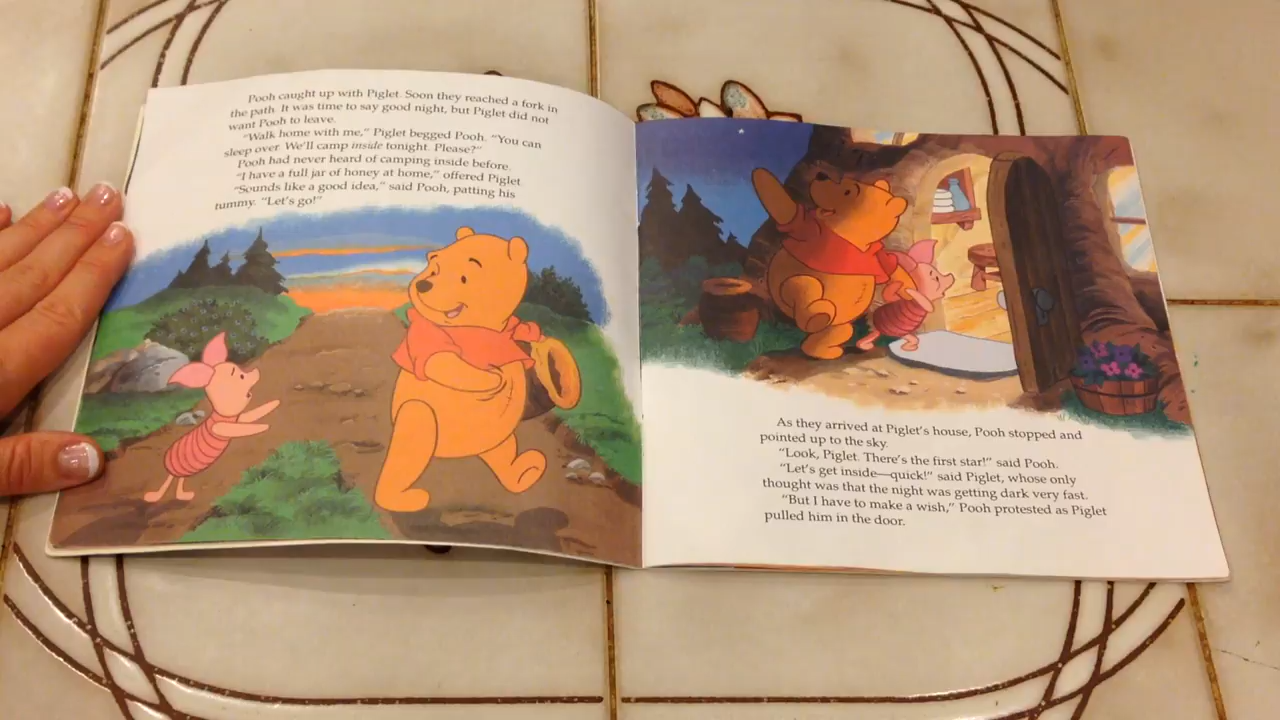 Pooh caught up with Piglet. Soon they reached a fork in
the path. It was time to say good night, but Piglet did not
want Pooh to leave.
"Walk home with me," Piglet begged Pooh. "You can
sleep over. We'll camp inside tonight. Please?"
Pooh had never heard of camping inside before.
"I have a full jar of honey at home," offered Piglet.
"Sounds like a good idea," said Pooh, patting his
tummy. "Let's go!"
As they arrived at Piglet's house, Pooh stopped and
pointed up to the sky.
"Look, Piglet. There's the first star!" said Pooh.
"Let's get inside—quick!" said Piglet, whose only
thought was that the night was getting dark very fast.
"But I have to make a wish," Pooh protested as Piglet
pulled him in the door.